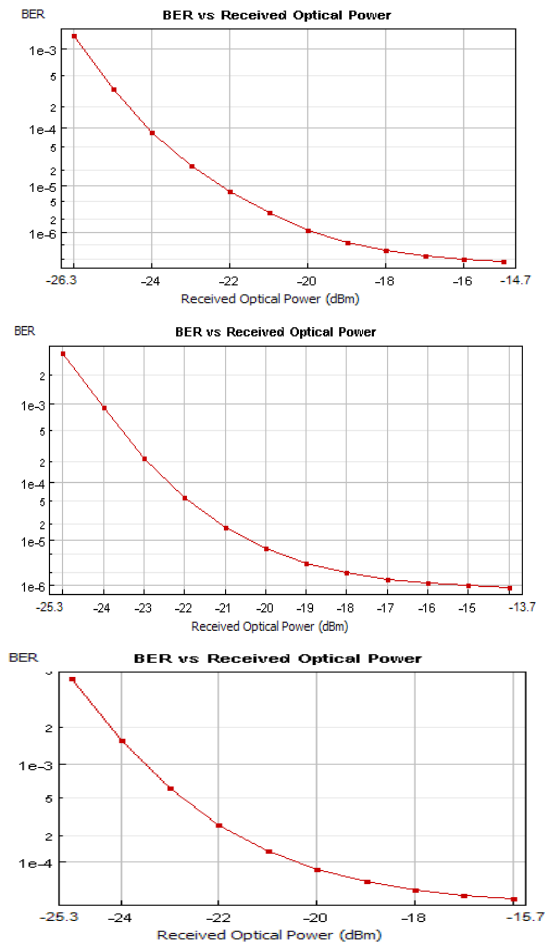 BER
BER vs Received Optical Power
1e-3
5
2
1e-4
5
2
1e-5
5
2
1e-6
-26.3 -24 -22 -20 -18 -16 -14.7
Received Optical Power (dBm)
BER
BER vs Received Optical Power
2
1e-3
5
2
1e-4
5
2
1e-5
1e-6
-25.3 -24 -23 -22 -21 -20 -19 -18 -17 -16 -15 -13.7
Received Optical Power (dBm)
BER
BER vs Received Optical Power
2
1e-3
5
2
1e-4
-25.3 -24 -22 -20 -18 -15.7
Received Optical Power (dBm)